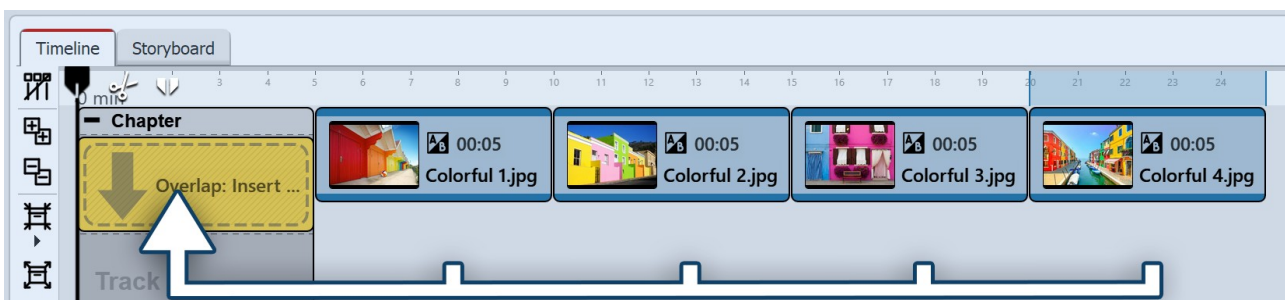 Timeline Storyboard
3 4 5 6 7 8 9 10 11 12 13 14 15 16 17 18 19 20 21 22 23 24
0 min
Chapter
00:05 00:05 00:05 00:05
Overlap: Insert ... Colorful 1.jpg Colorful 2.jpg Colorful 3.jpg Colorful 4.jpg
Track